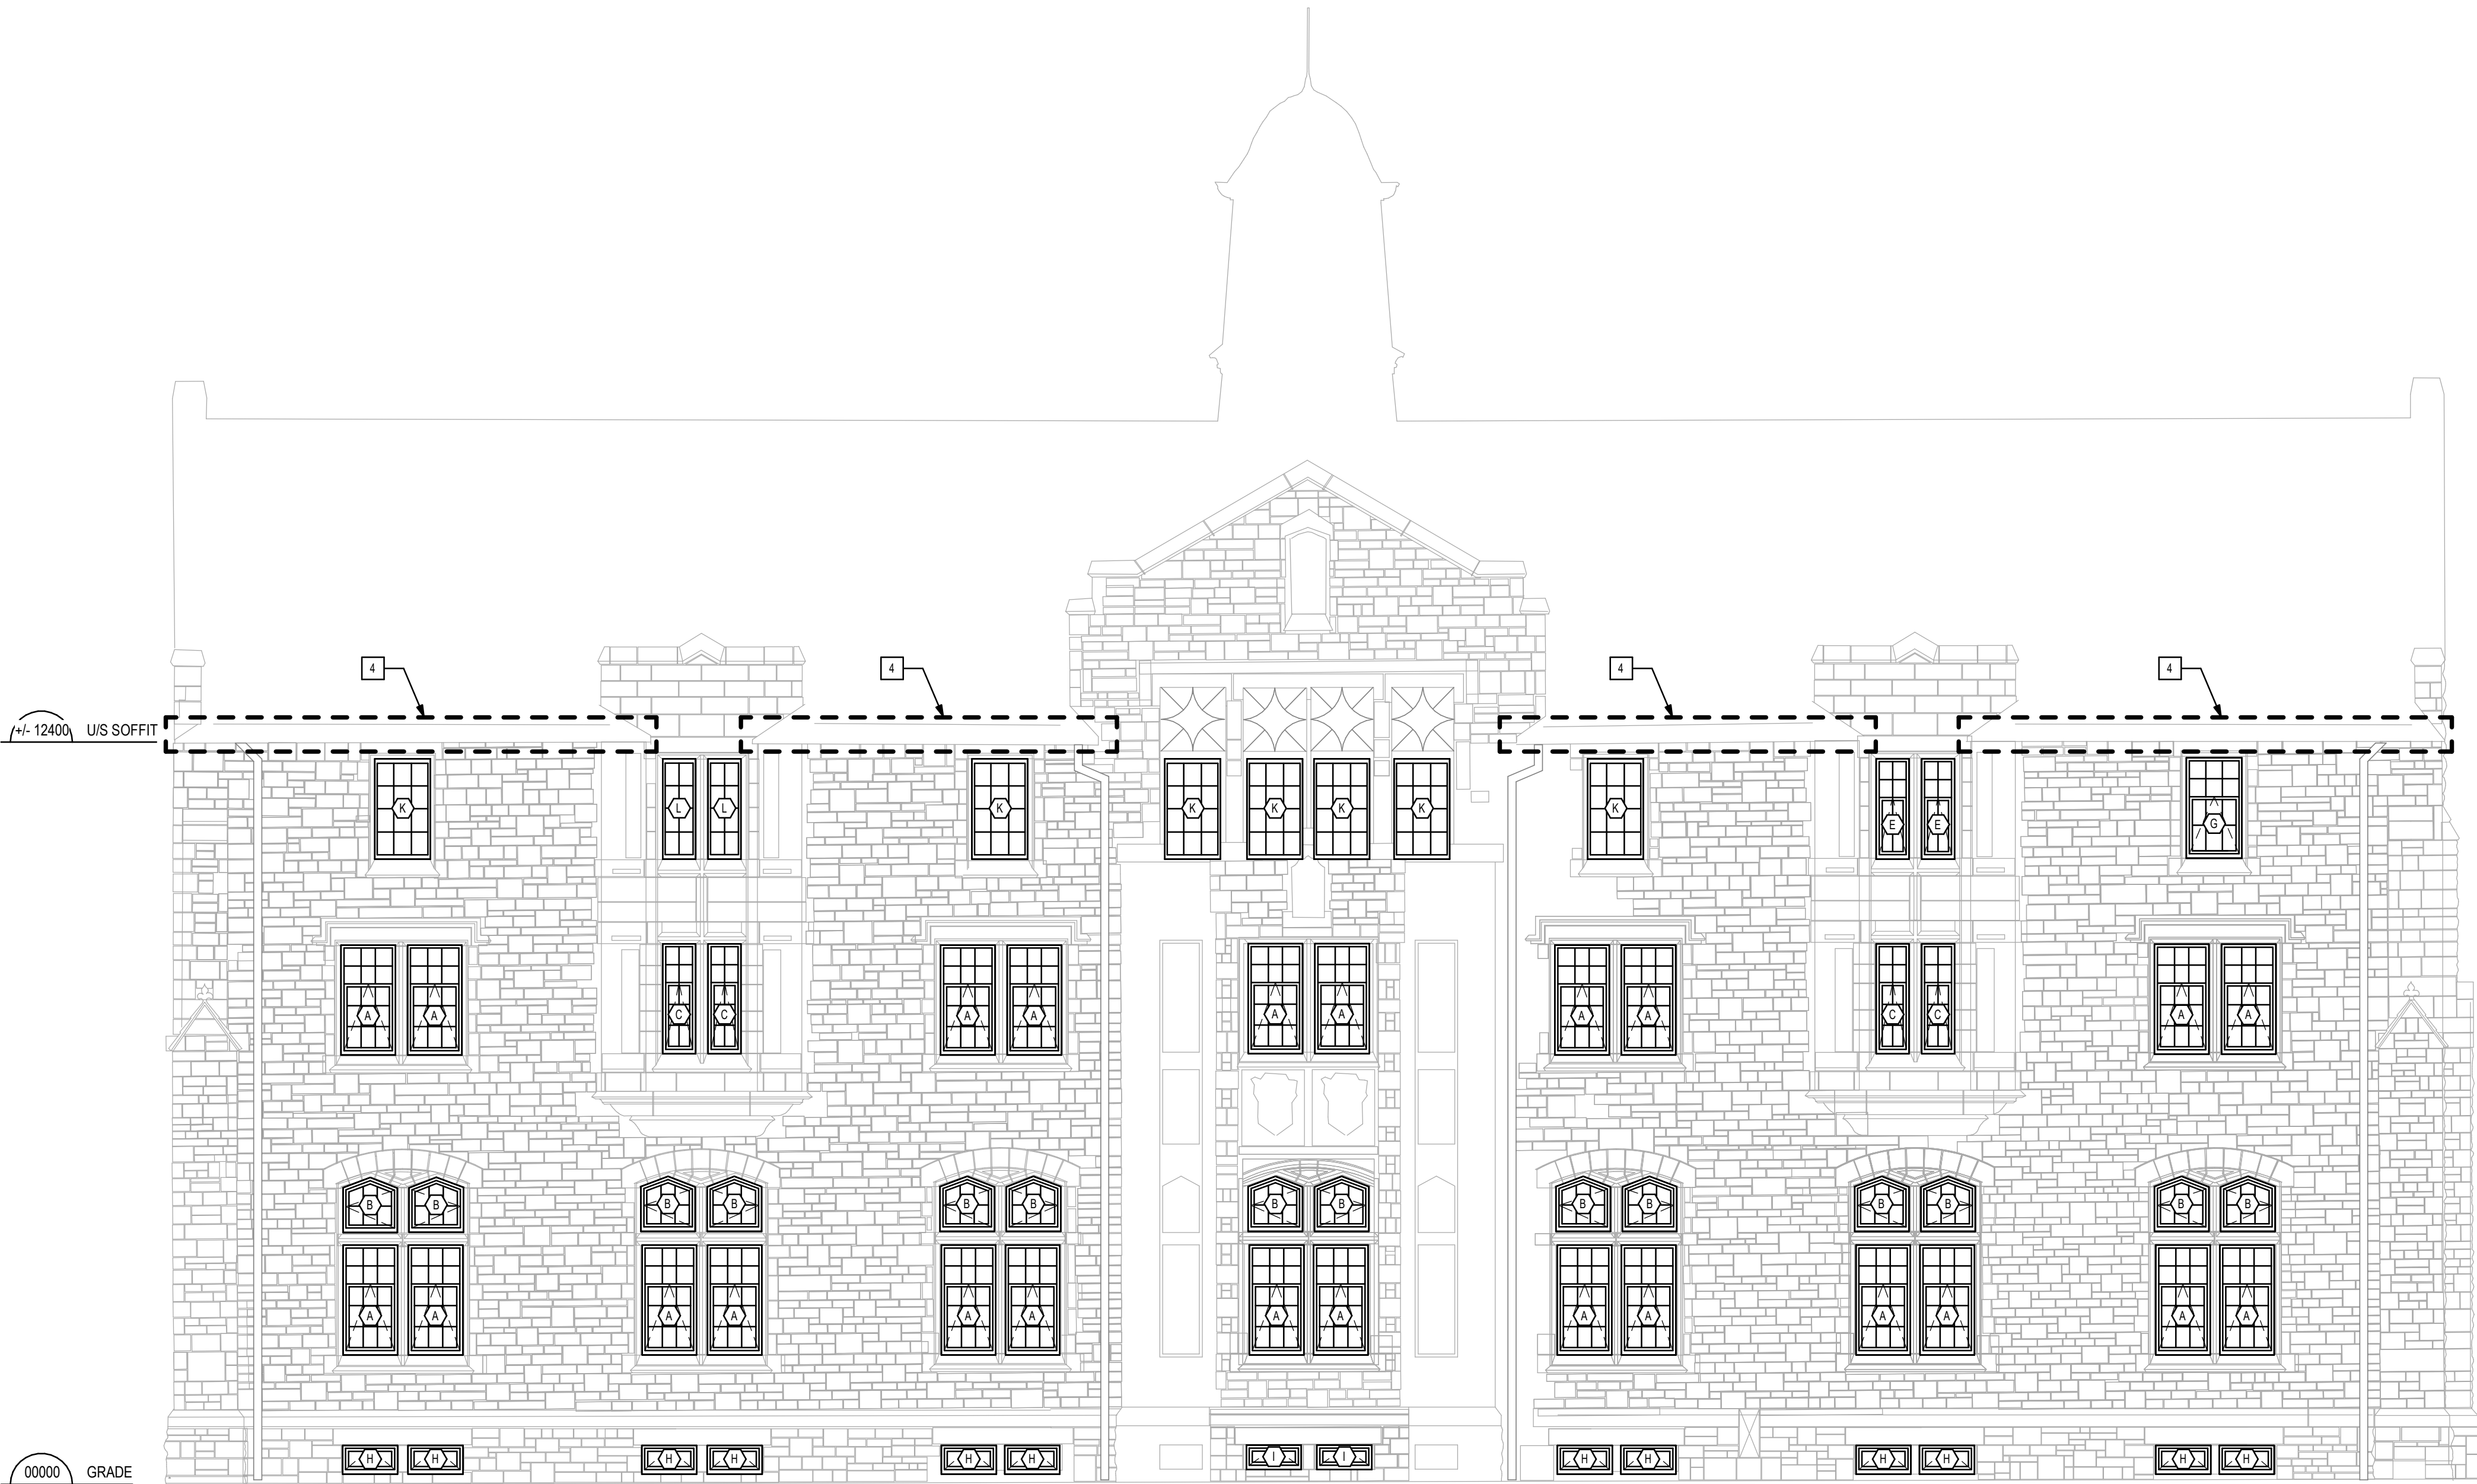 4 4 4 4
+/- 12400 U/S SOFFIT
K L L K K K K K K E E G
A A C C A A A A A A C C A A
B B B B B B B B B B B B B B
A A A A A A A A A A A A A A
H H H H H H I I H H H H H H
00000 GRADE